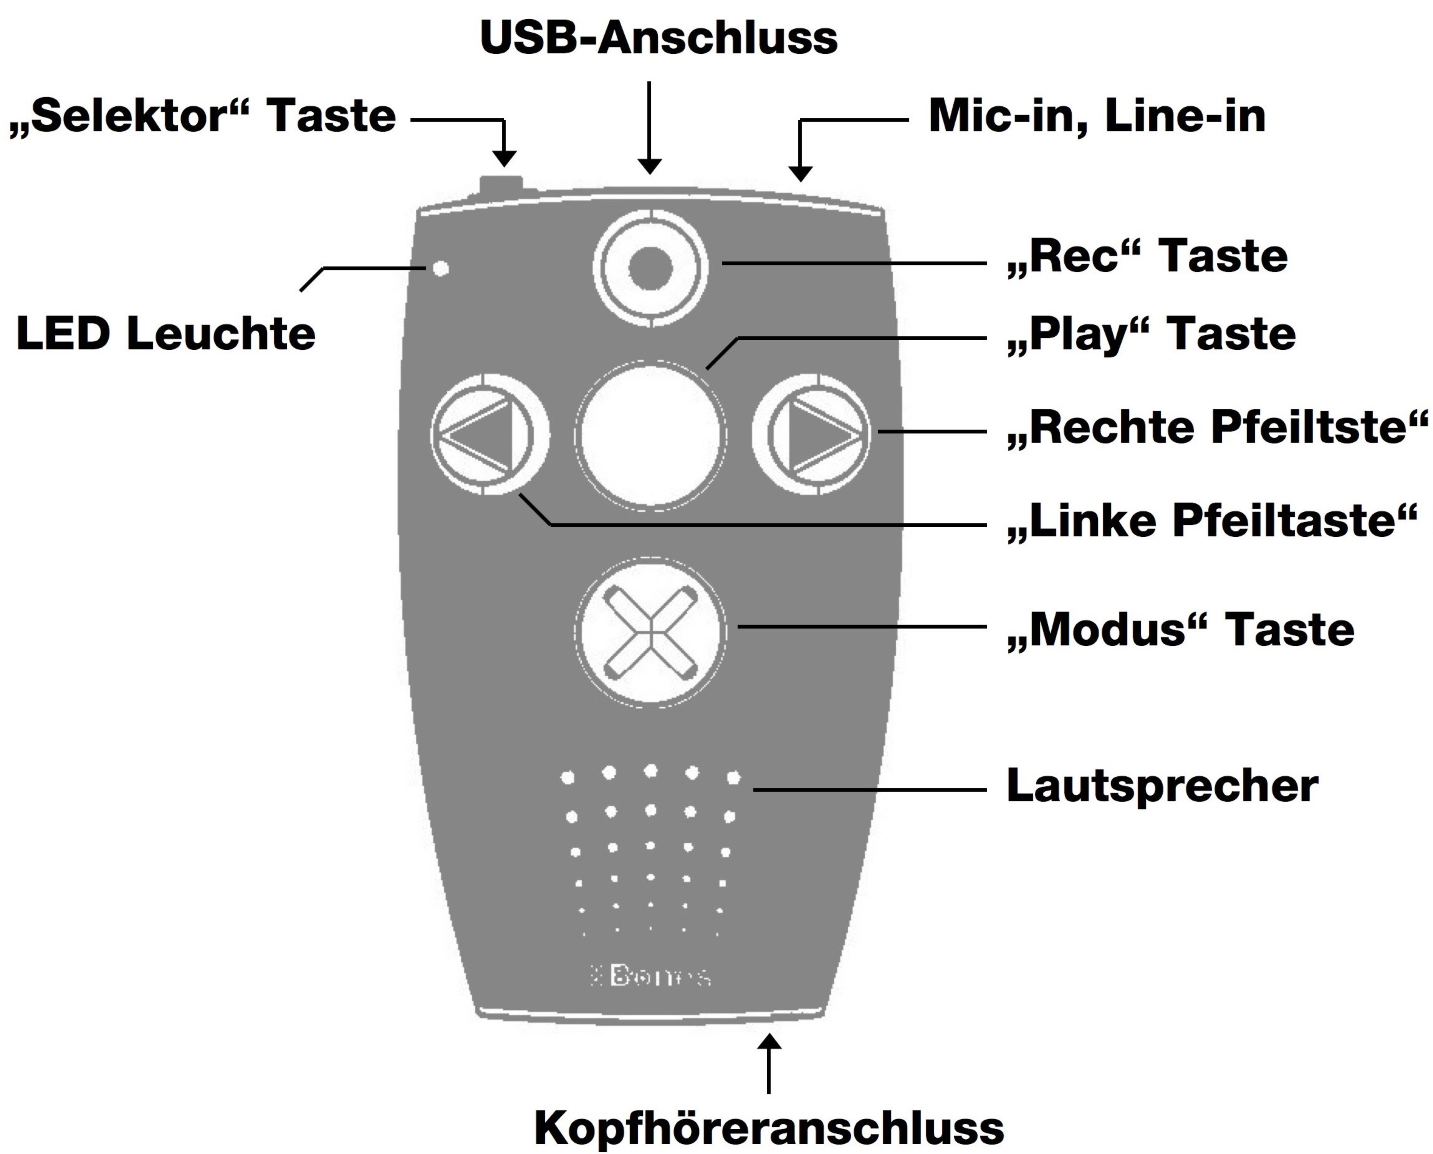 USB-Anschluss
„Selektor“ Taste
Mic-in, Line-in
„Rec“ Taste
LED Leuchte
„Play“ Taste
„Rechte Pfeiltste“
„Linke Pfeiltaste“
„Modus“ Taste
Lautsprecher
Kopfhöreranschluss